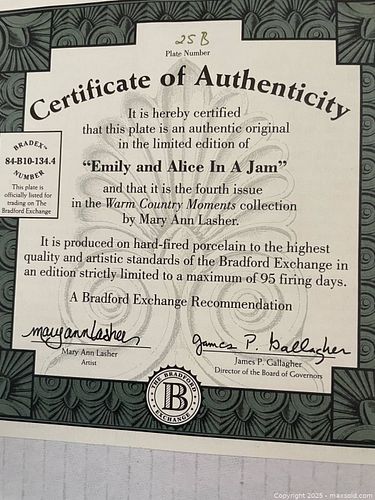 25 B
Plate Number
Certificate of Authenticity
It is hereby certified
that this plate is an authentic original
in the limited edition of
“Emily and Alice In A Jam”
and that it is the fourth issue
in the Warm Country Moments collection
by Mary Ann Lasher.
BRADEX™
84-B10-134.4
NUMBER
This plate is
officially listed for
trading on The
Bradford Exchange
It is produced on hard-fired porcelain to the highest
quality and artistic standards of the Bradford Exchange in
an edition strictly limited to a maximum of 95 firing days.
A Bradford Exchange Recommendation
mary ann Lasher
Mary Ann Lasher
Artist
James P. Gallagher
James P. Gallagher
Director of the Board of Governors
THE BRADFORD
B
EXCHANGE
Copyright 2025 - maxsold.com